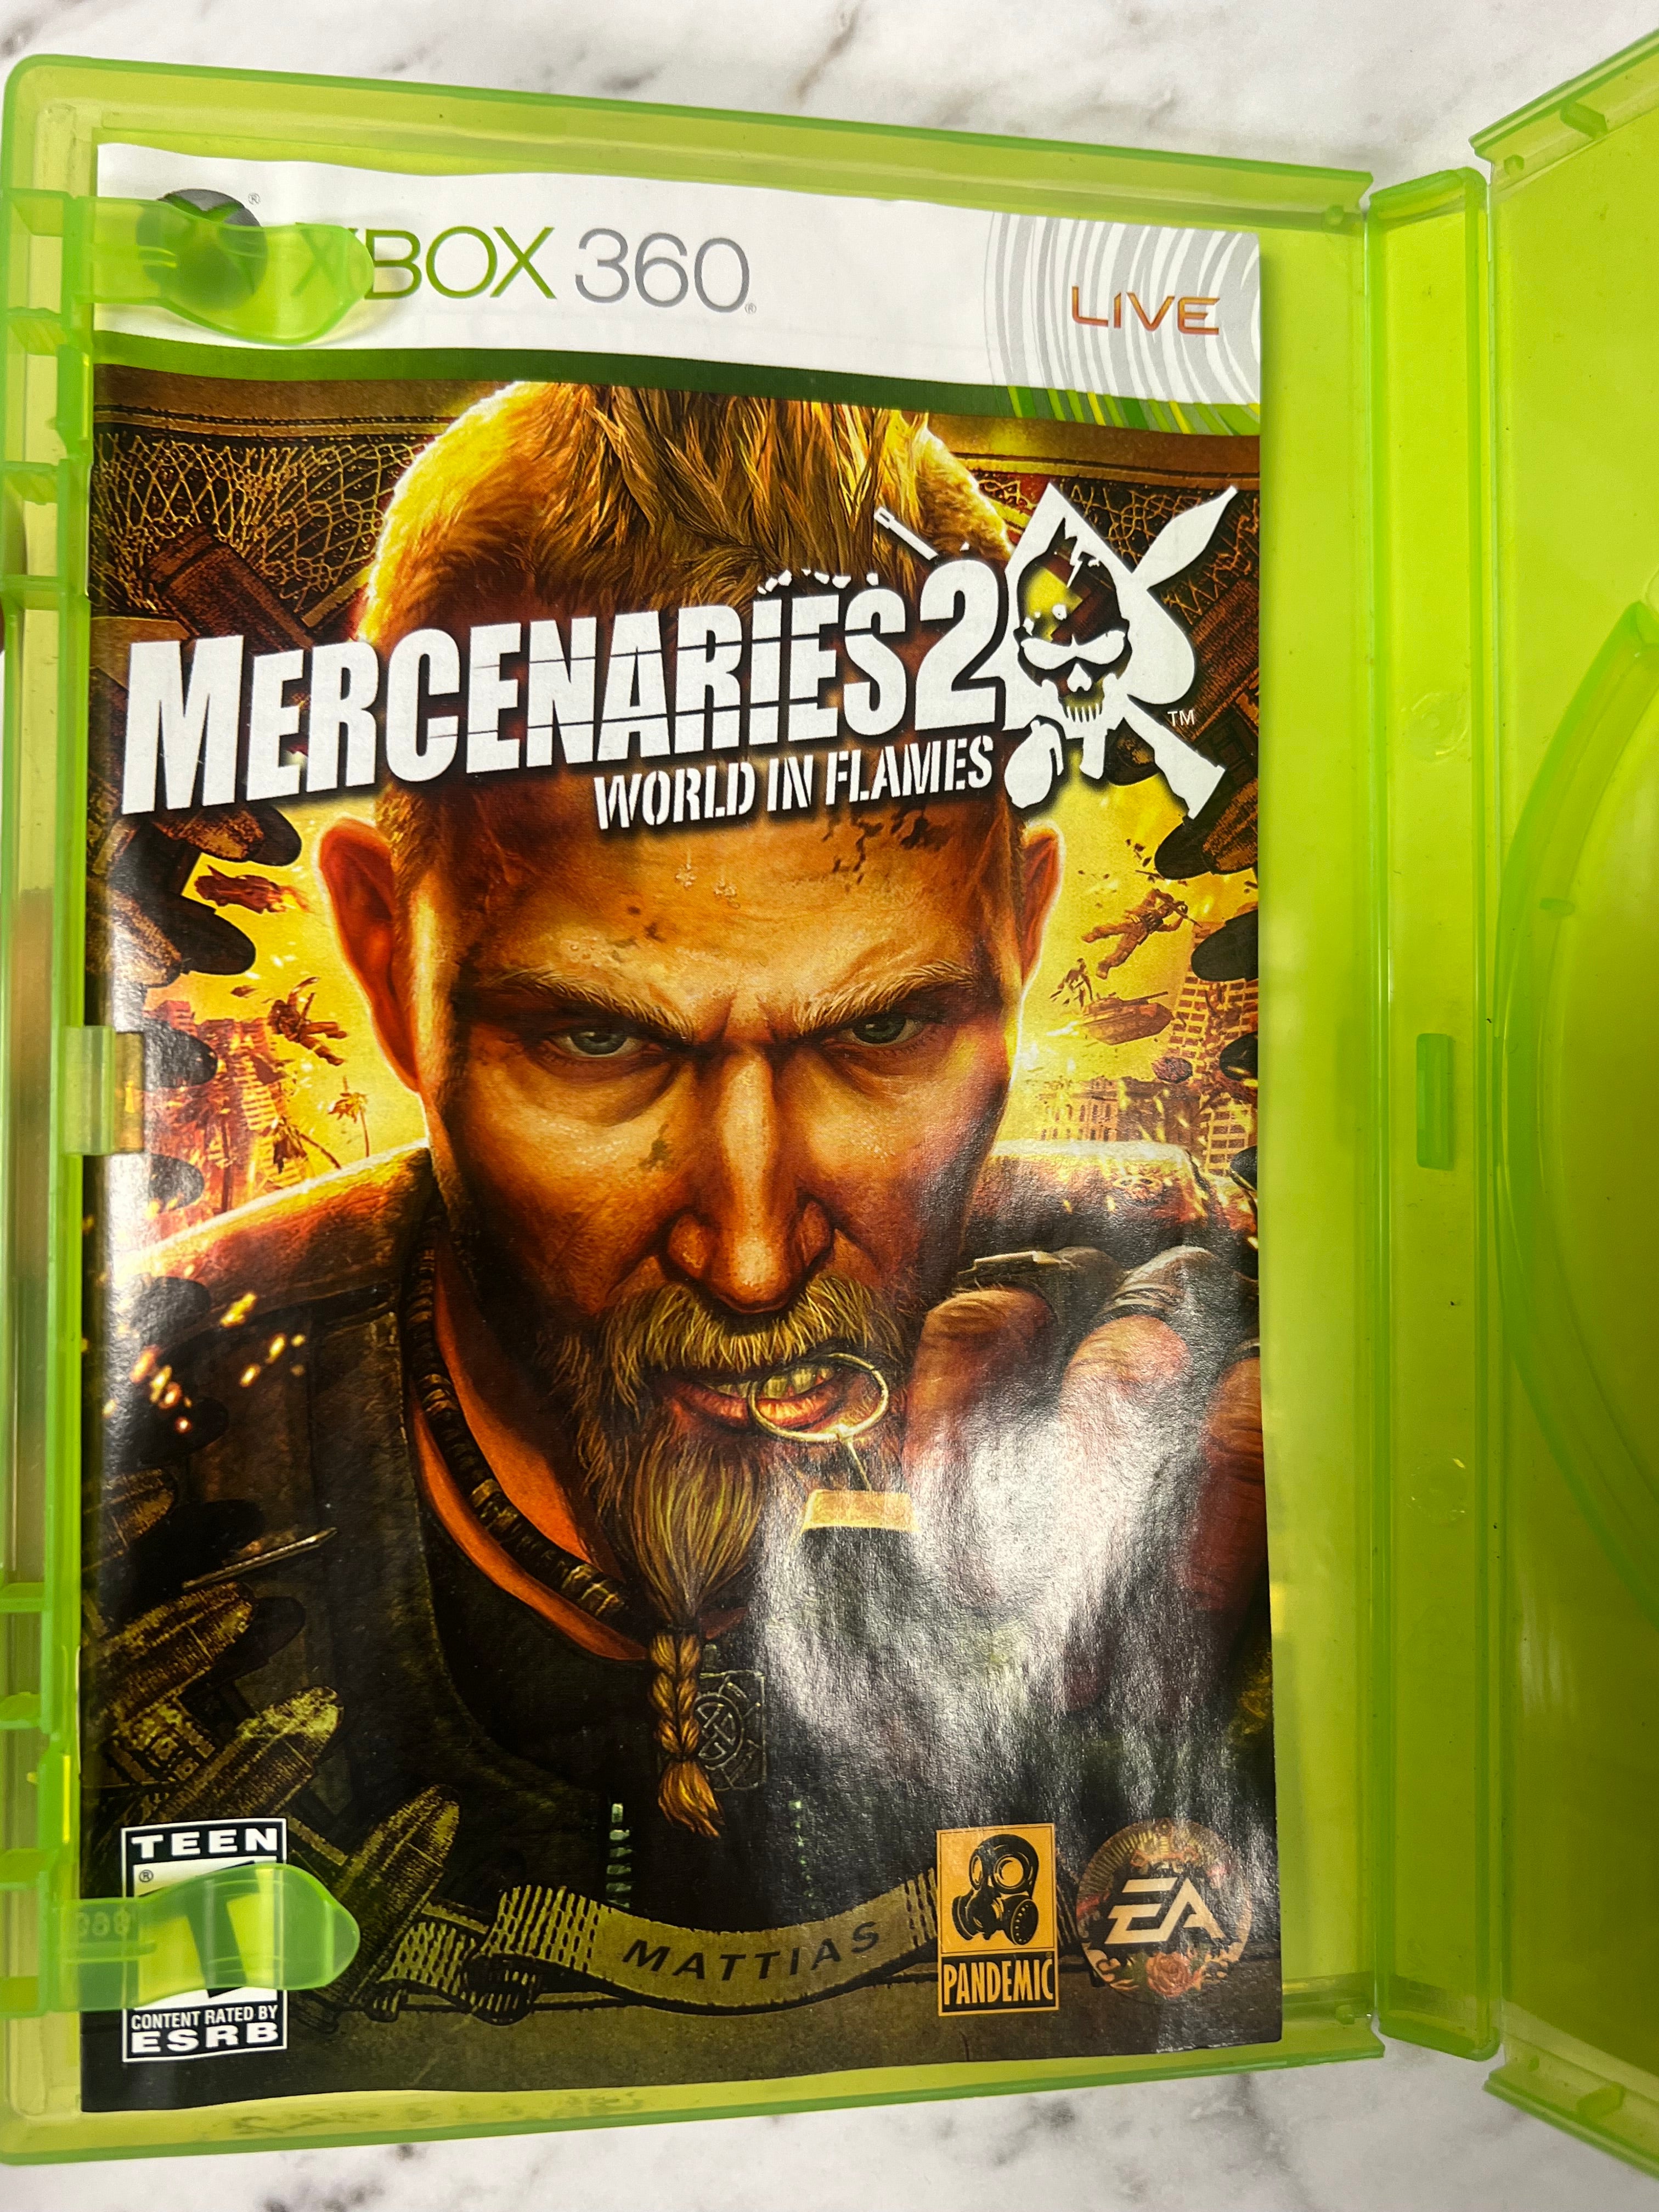 XBOX 360
LIVE
MERCENARIES 2
WORLD IN FLAMES
TM
TEEN
T
CONTENT RATED BY
ESRB
MATTIAS
PANDEMIC
EA